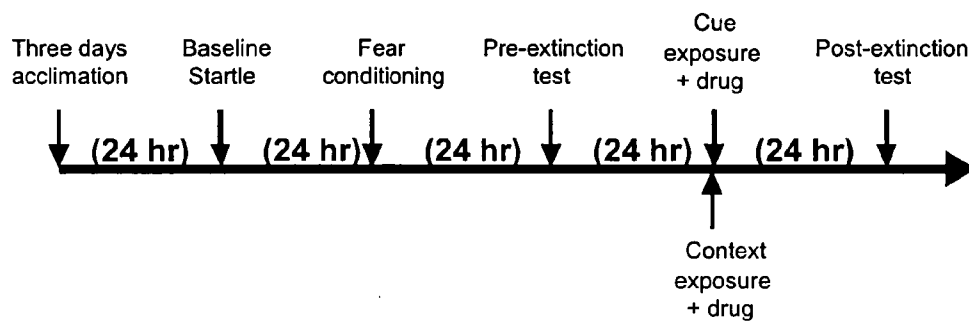 Three days
acclimation
Baseline
Startle
Fear
conditioning
Pre-extinction
test
Cue
exposure
+ drug
Post-extinction
test
(24 hr)
(24 hr)
(24 hr)
(24 hr)
(24 hr)
Context
exposure
+ drug